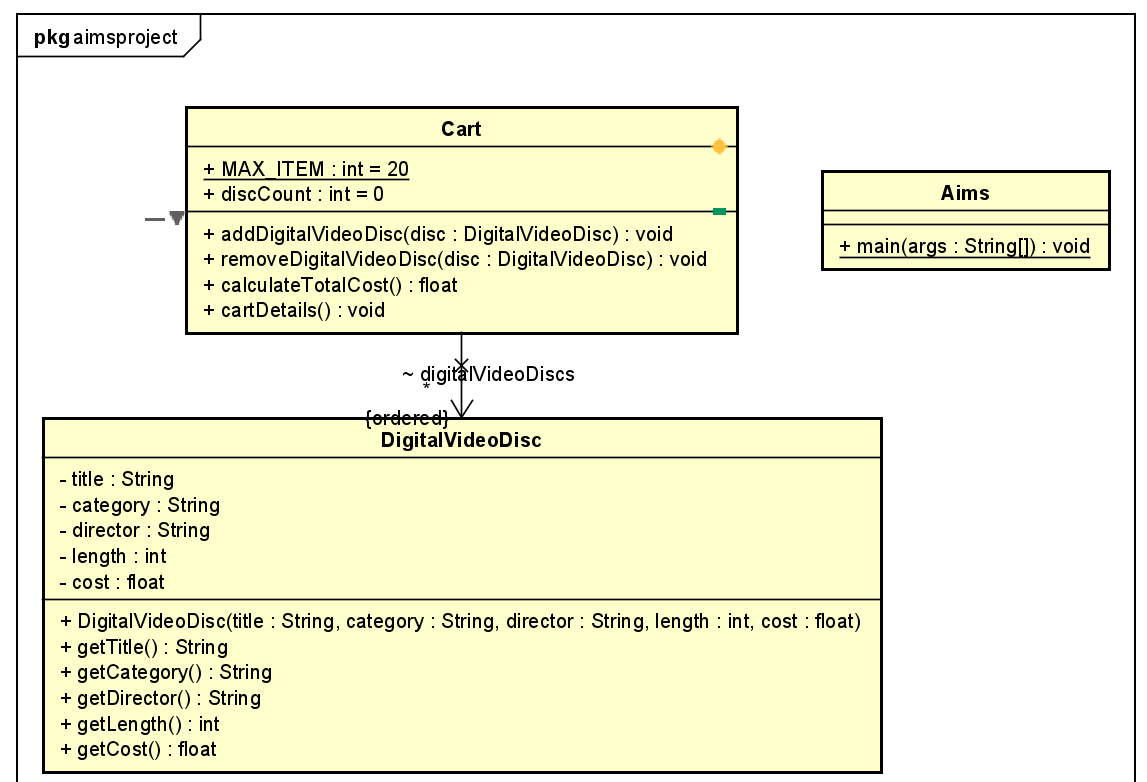 pkg aimsproject
Cart
+ MAX_ITEM : int = 20
+ discCount : int = 0
+ addDigitalVideoDisc(disc : DigitalVideoDisc) : void
+ removeDigitalVideoDisc(disc : DigitalVideoDisc) : void
+ calculateTotalCost() : float
+ cartDetails() : void
Aims
+ main(args : String[]) : void
~ digitalVideoDiscs
*
{ordered}
DigitalVideoDisc
- title : String
- category : String
- director : String
- length : int
- cost : float
+ DigitalVideoDisc(title : String, category : String, director : String, length : int, cost : float)
+ getTitle() : String
+ getCategory() : String
+ getDirector() : String
+ getLength() : int
+ getCost() : float